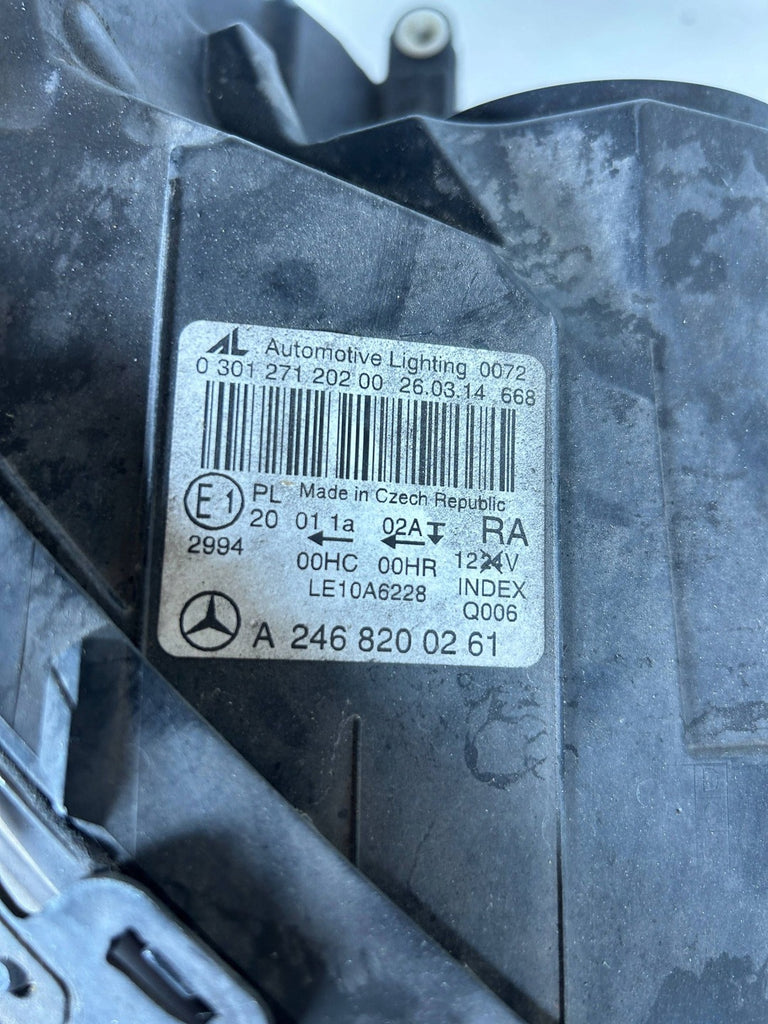 AL Automotive Lighting 0072
0 301 271 202 00 26.03.14 668
E1 PL Made in Czech Republic
20 01 1a 02A RA
2994 00HC 00HR 1224V
LE10A6228 INDEX
Q006
A 246 820 02 61